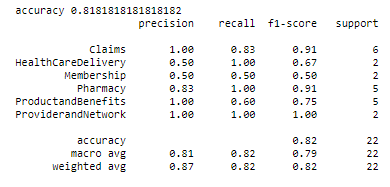 accuracy 0.8181818181818182
precision recall f1-score support
Claims 1.00 0.83 0.91 6
HealthCareDelivery 0.50 1.00 0.67 2
Membership 0.50 0.50 0.50 2
Pharmacy 0.83 1.00 0.91 5
ProductandBenefits 1.00 0.60 0.75 5
ProviderandNetwork 1.00 1.00 1.00 2
accuracy 0.82 22
macro avg 0.81 0.82 0.79 22
weighted avg 0.87 0.82 0.82 22